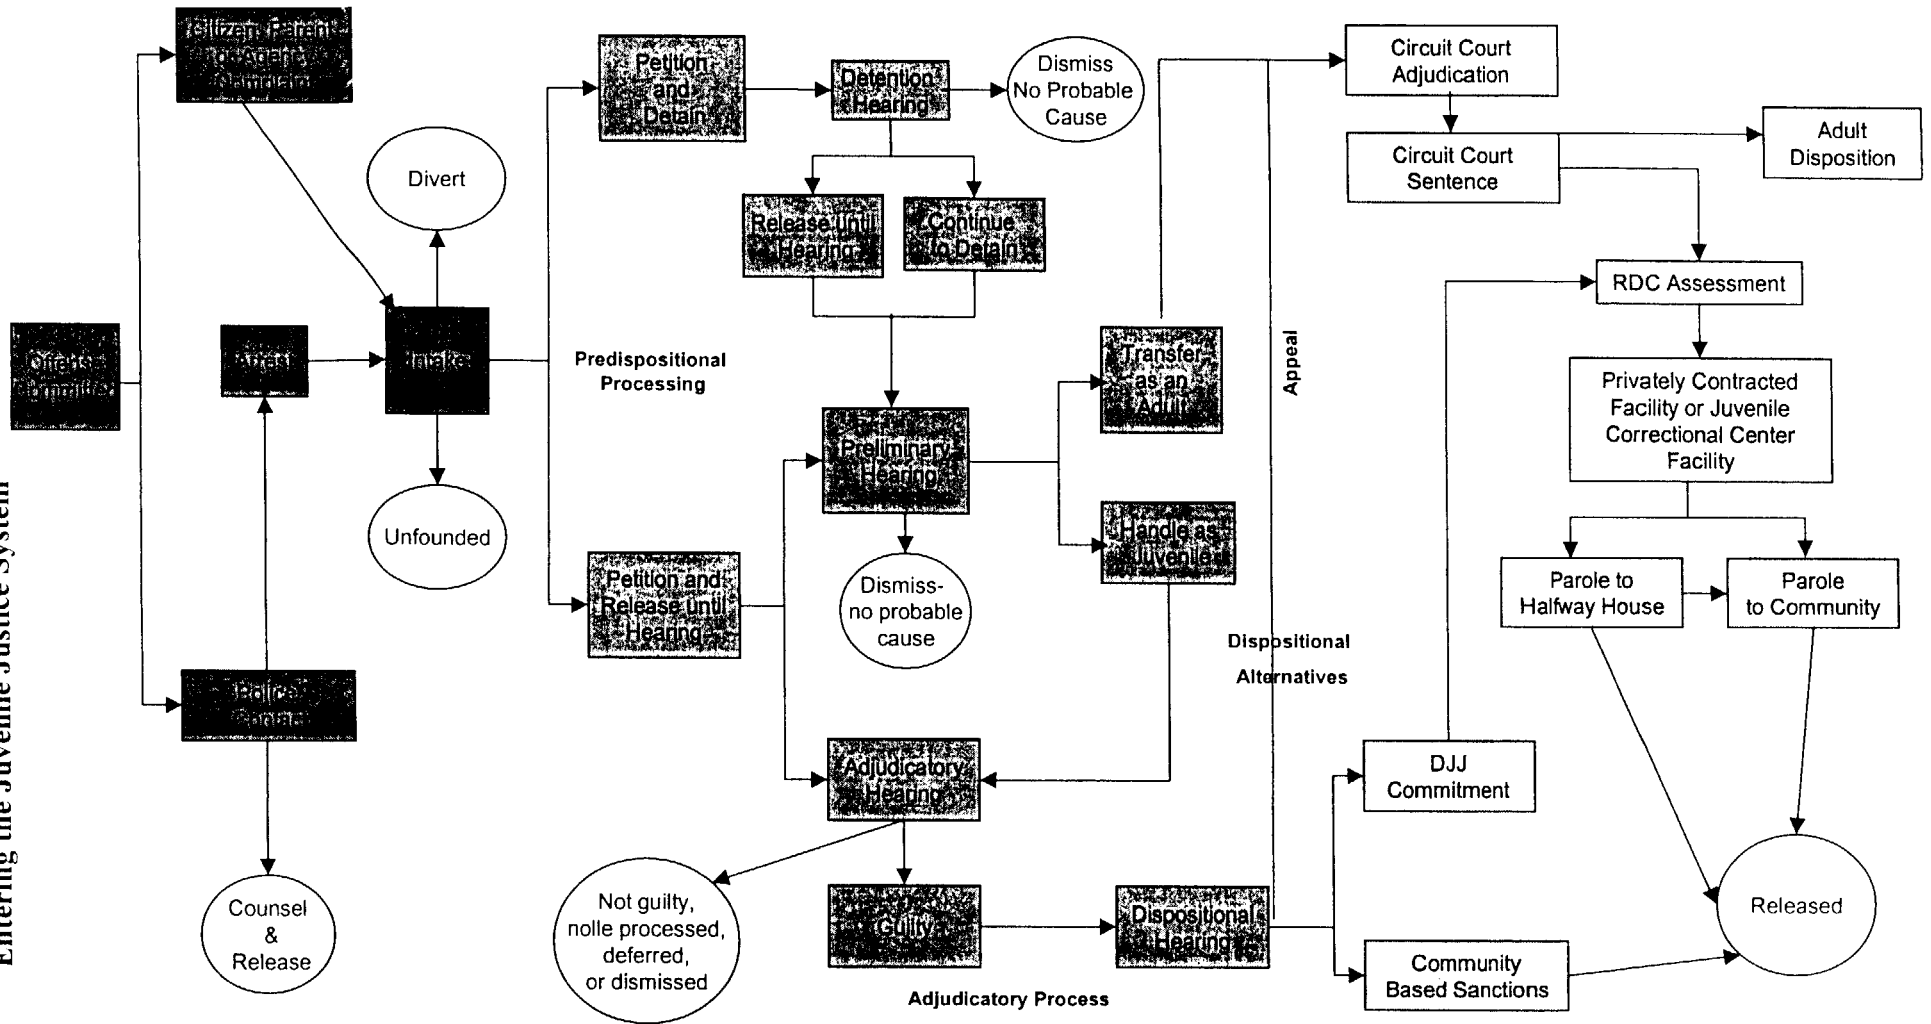 Entering the Juvenile Justice System
Citizen, Parent
or Agency
Complaint
Offense
Committed
Arrest
Intake
Divert
Unfounded
Police
Contact
Counsel
&
Release
Petition
and
Detain
Detention
Hearing
Dismiss
No Probable
Cause
Release until
Hearing
Continue
to Detain
Predispositional
Processing
Petition and
Release until
Hearing
Preliminary
Hearing
Dismiss-
no probable
cause
Transfer
as an
Adult
Handle as
Juvenile
Adjudicatory
Hearing
Not guilty,
nolle processed,
deferred,
or dismissed
Guilty
Dispositional
Hearing
Adjudicatory Process
Appeal
Dispositional
Alternatives
Circuit Court
Adjudication
Circuit Court
Sentence
Adult
Disposition
RDC Assessment
Privately Contracted
Facility or Juvenile
Correctional Center
Facility
Parole to
Halfway House
Parole
to Community
DJJ
Commitment
Community
Based Sanctions
Released